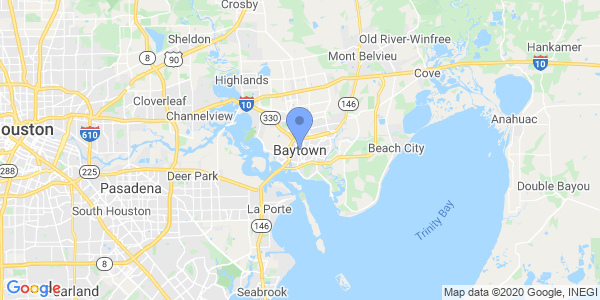 Crosby
Sheldon
Old River-Winfree
Hankamer
Mont Belvieu
8
90
10
Cove
Highlands
10
Cloverleaf
146
330
Channelview
Anahuac
ouston
610
Baytown
Beach City
288
225
Deer Park
Pasadena
Double Bayou
South Houston
La Porte
146
Trinity Bay
8
Google
earland
Seabrook
Map data ©2020 Google, INEGI